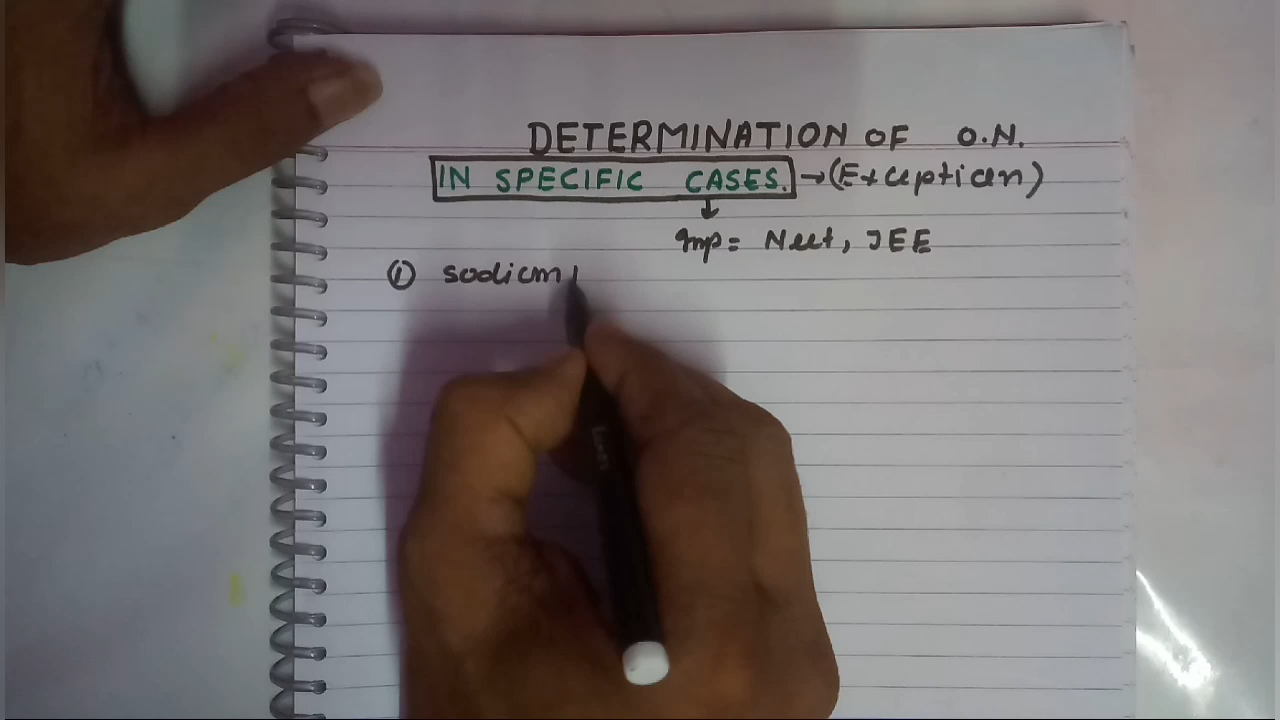 DETERMINATION OF O.N.
IN SPECIFIC CASES. → (Exception)
↓
Imp = Neet, JEE
① sodium